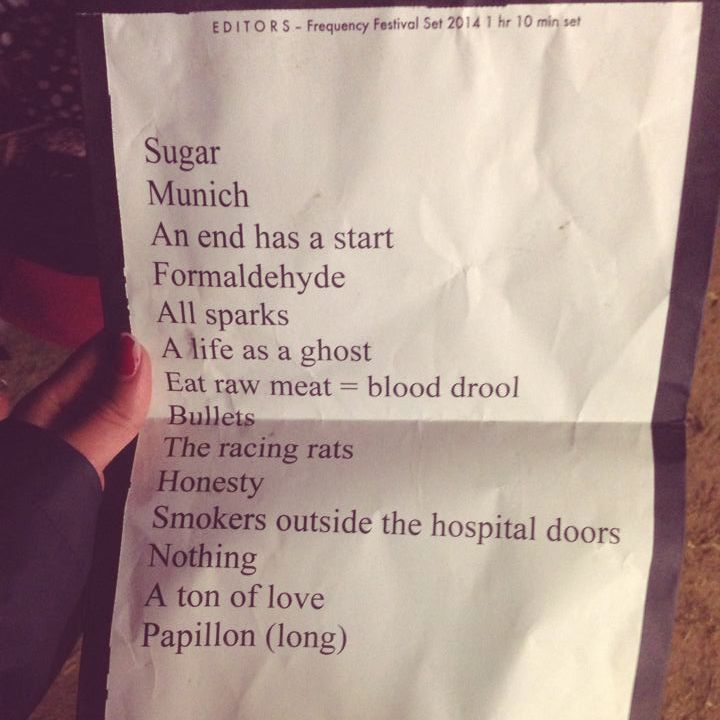 EDITORS - Frequency Festival Set 2014 1 hr 10 min set
Sugar
Munich
An end has a start
Formaldehyde
All sparks
A life as a ghost
Eat raw meat = blood drool
Bullets
The racing rats
Honesty
Smokers outside the hospital doors
Nothing
A ton of love
Papillon (long)